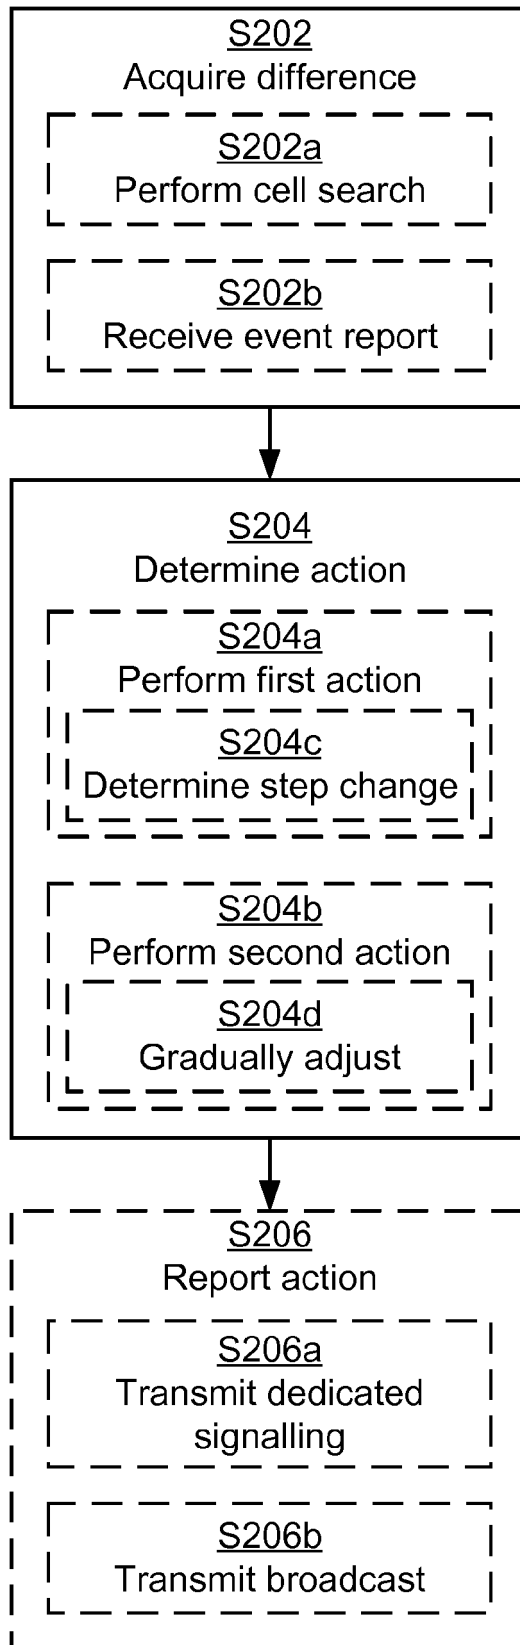 S202
Acquire difference
S202a
Perform cell search
S202b
Receive event report
S204
Determine action
S204a
Perform first action
S204c
Determine step change
S204b
Perform second action
S204d
Gradually adjust
S206
Report action
S206a
Transmit dedicated
signalling
S206b
Transmit broadcast